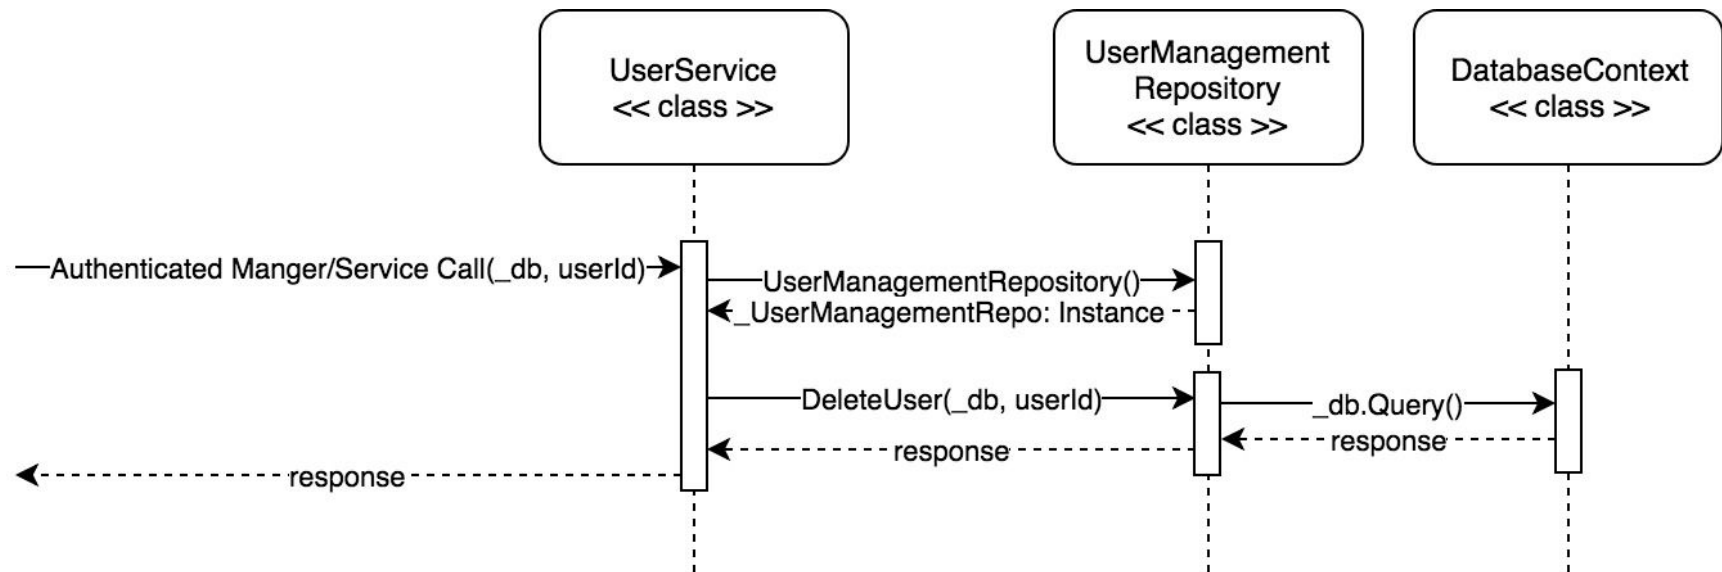 UserService
<< class >>
UserManagement
Repository
<< class >>
DatabaseContext
<< class >>
Authenticated Manger/Service Call(_db, userId)
UserManagementRepository()
_UserManagementRepo: Instance
DeleteUser(_db, userId)
_db.Query()
response
response
response